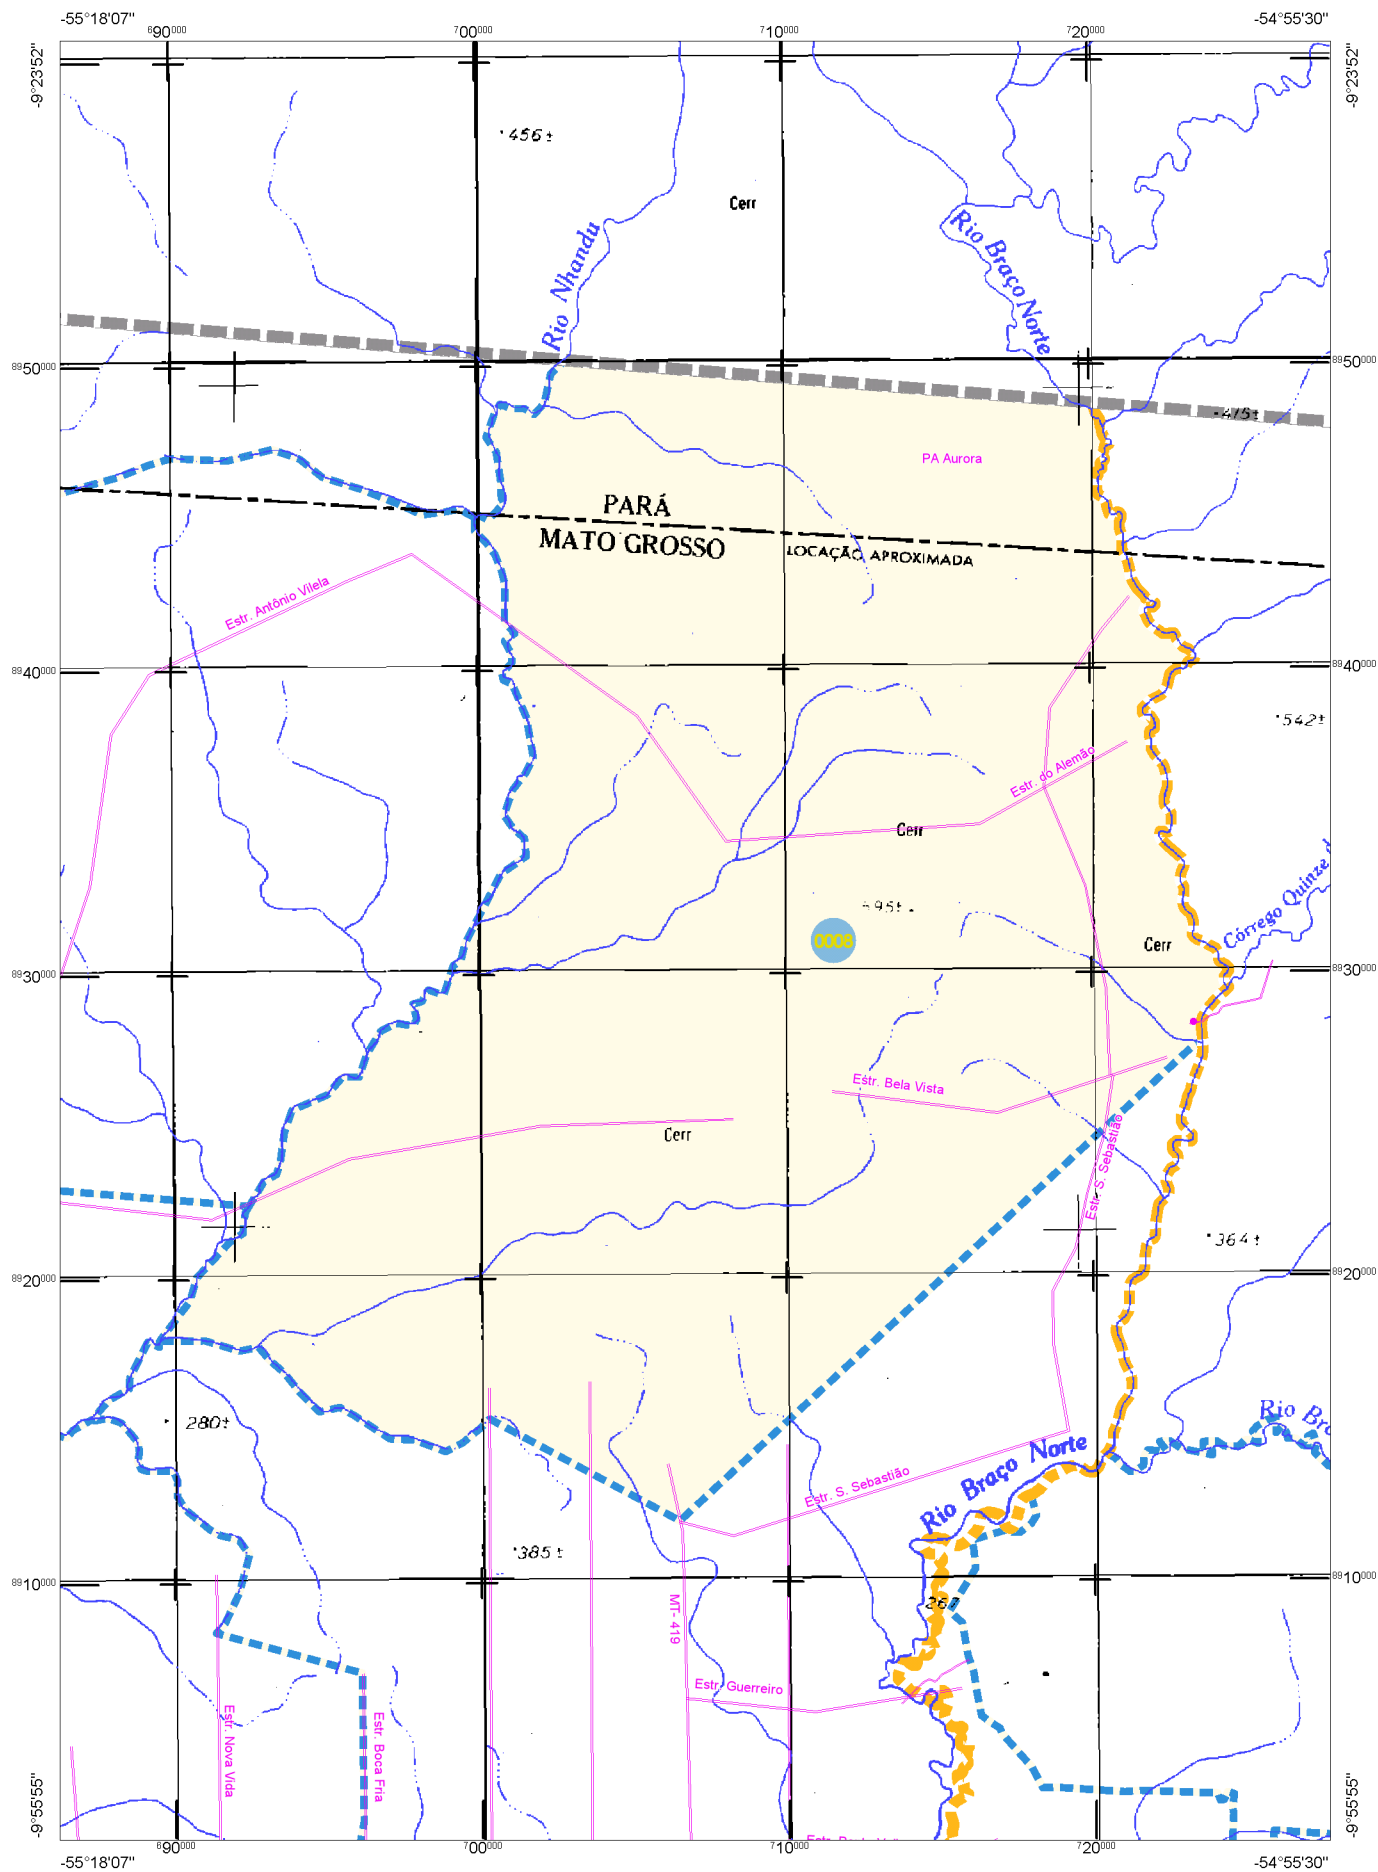 -55°18'07"
-54°55'30"
690000
700000
710000
720000
-9°23'52"
-9°23'52"
456±
Cerr
Rio Nhandu
Rio Braço Norte
8950000
8950000
475±
PA Aurora
PARÁ
MATO GROSSO
LOCAÇÃO APROXIMADA
Estr. Antônio Vilela
8940000
8940000
542±
Estr. do Alemão
Cerr
Córrego Quinze d
0008
Cerr
8930000
8930000
Estr. Bela Vista
Cerr
Estr. S. Sebastião
364±
8920000
8920000
280±
Rio Br
Rio Braço Norte
Estr. S. Sebastião
385±
8910000
8910000
267
MT- 419
Estr. Guerreiro
Estr. Nova Vida
Estr. Boca Fria
-9°55'55"
-9°55'55"
690000
700000
710000
720000
-55°18'07"
-54°55'30"